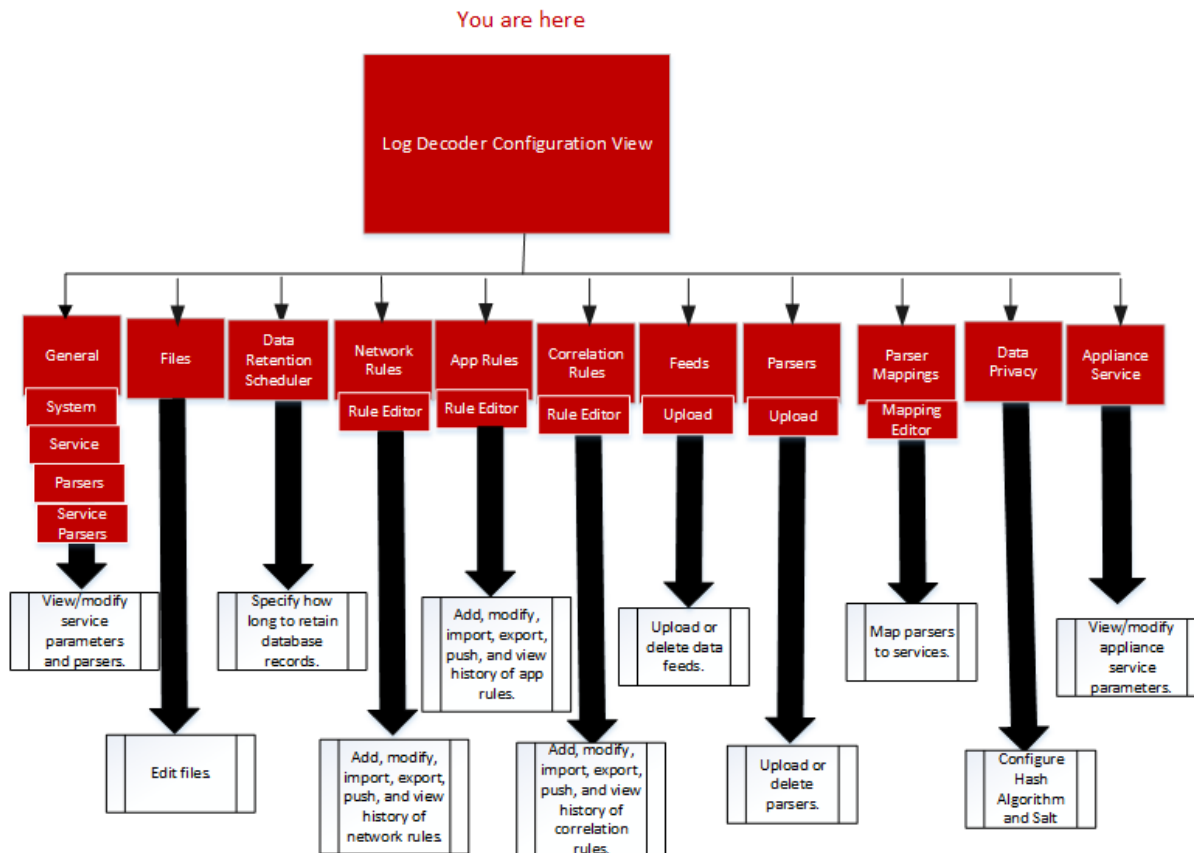 You are here
Log Decoder Configuration View
General
System
Service
Parsers
Service
Parsers
Files
Data
Retention
Scheduler
Network
Rules
Rule Editor
App Rules
Rule Editor
Correlation
Rules
Rule Editor
Feeds
Upload
Parsers
Upload
Parser
Mappings
Mapping
Editor
Data
Privacy
Appliance
Service
View/modify
service
parameters
and parsers.
Edit files.
Specify how
long to retain
database
records.
Add, modify,
import, export,
push, and view
history of
network rules.
Add, modify,
import, export,
push, and view
history of app
rules.
Add, modify,
import, export,
push, and view
history of
correlation
rules.
Upload or
delete data
feeds.
Upload or
delete
parsers.
Map parsers
to services.
Configure
Hash
Algorithm
and Salt
View/modify
appliance
service
parameters.